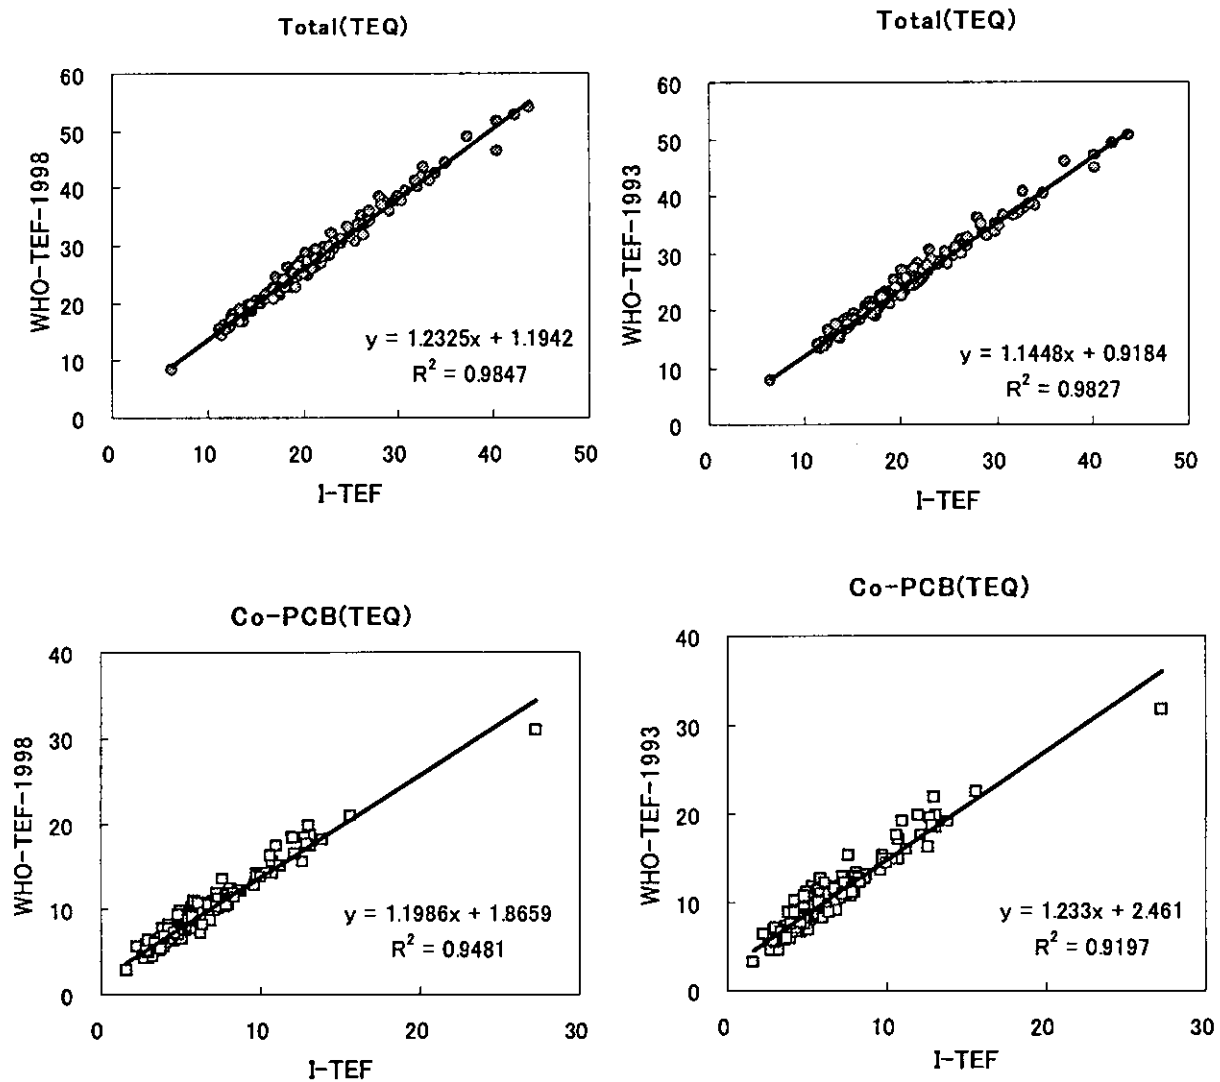 Total(TEQ)
60
50
40
30
20
10
0
WHO-TEF-1998
y = 1.2325x + 1.1942
R² = 0.9847
0 10 20 30 40 50
I-TEF
Total(TEQ)
60
50
40
30
20
10
0
WHO-TEF-1993
y = 1.1448x + 0.9184
R² = 0.9827
0 10 20 30 40 50
I-TEF
Co-PCB(TEQ)
40
30
20
10
0
WHO-TEF-1998
y = 1.1986x + 1.8659
R² = 0.9481
0 10 20 30
I-TEF
Co-PCB(TEQ)
40
30
20
10
0
WHO-TEF-1993
y = 1.233x + 2.461
R² = 0.9197
0 10 20 30
I-TEF